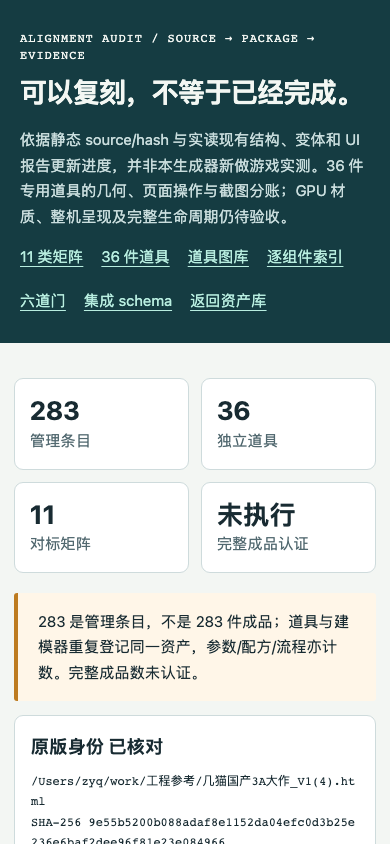 ALIGNMENT AUDIT / SOURCE → PACKAGE →
EVIDENCE
可以复刻，不等于已经完成。
依据静态 source/hash 与实读现有结构、变体和 UI
报告更新进度，并非本生成器新做游戏实测。36 件
专用道具的几何、页面操作与截图分账；GPU 材
质、整机呈现及完整生命周期仍待验收。
11 类矩阵 36 件道具 道具图库 逐组件索引
六道门 集成 schema 返回资产库
283 36
管理条目 独立道具
11 未执行
对标矩阵 完整成品认证
283 是管理条目，不是 283 件成品；道具与建
模器重复登记同一资产，参数/配方/流程亦计
数。完整成品数未认证。
原版身份 已核对
/Users/zyq/work/工程参考/几猫国产3A大作_V1(4).ht
ml
SHA-256 9e55b5200b088adaf8e1152da04efc0d3b25e
236e6baf2dee96f81e23e084966